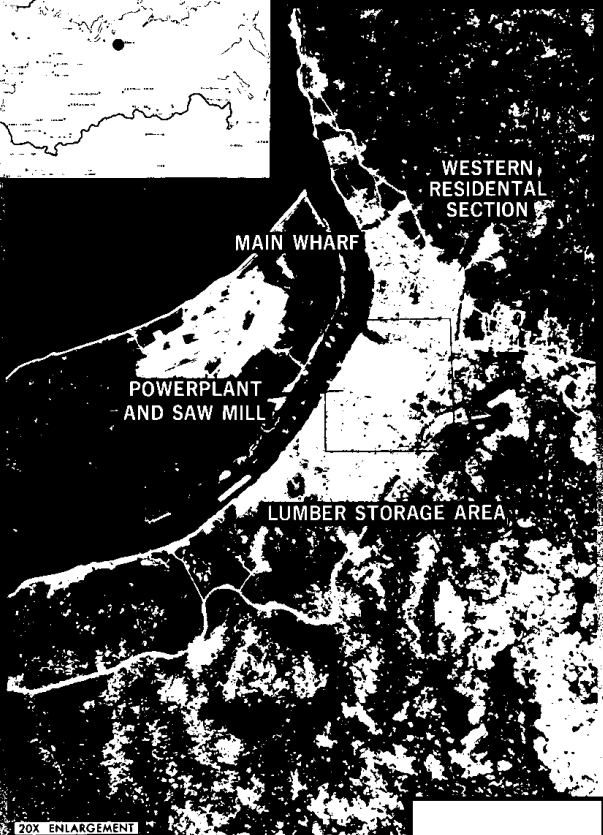 WESTERN
RESIDENTAL
SECTION
MAIN WHARF
POWERPLANT
AND SAW MILL
LUMBER STORAGE AREA
20X ENLARGEMENT